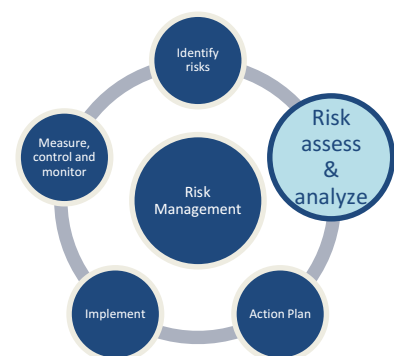 Identify
risks
Risk
assess
&
analyze
Measure,
control and
monitor
Risk
Management
Implement
Action Plan